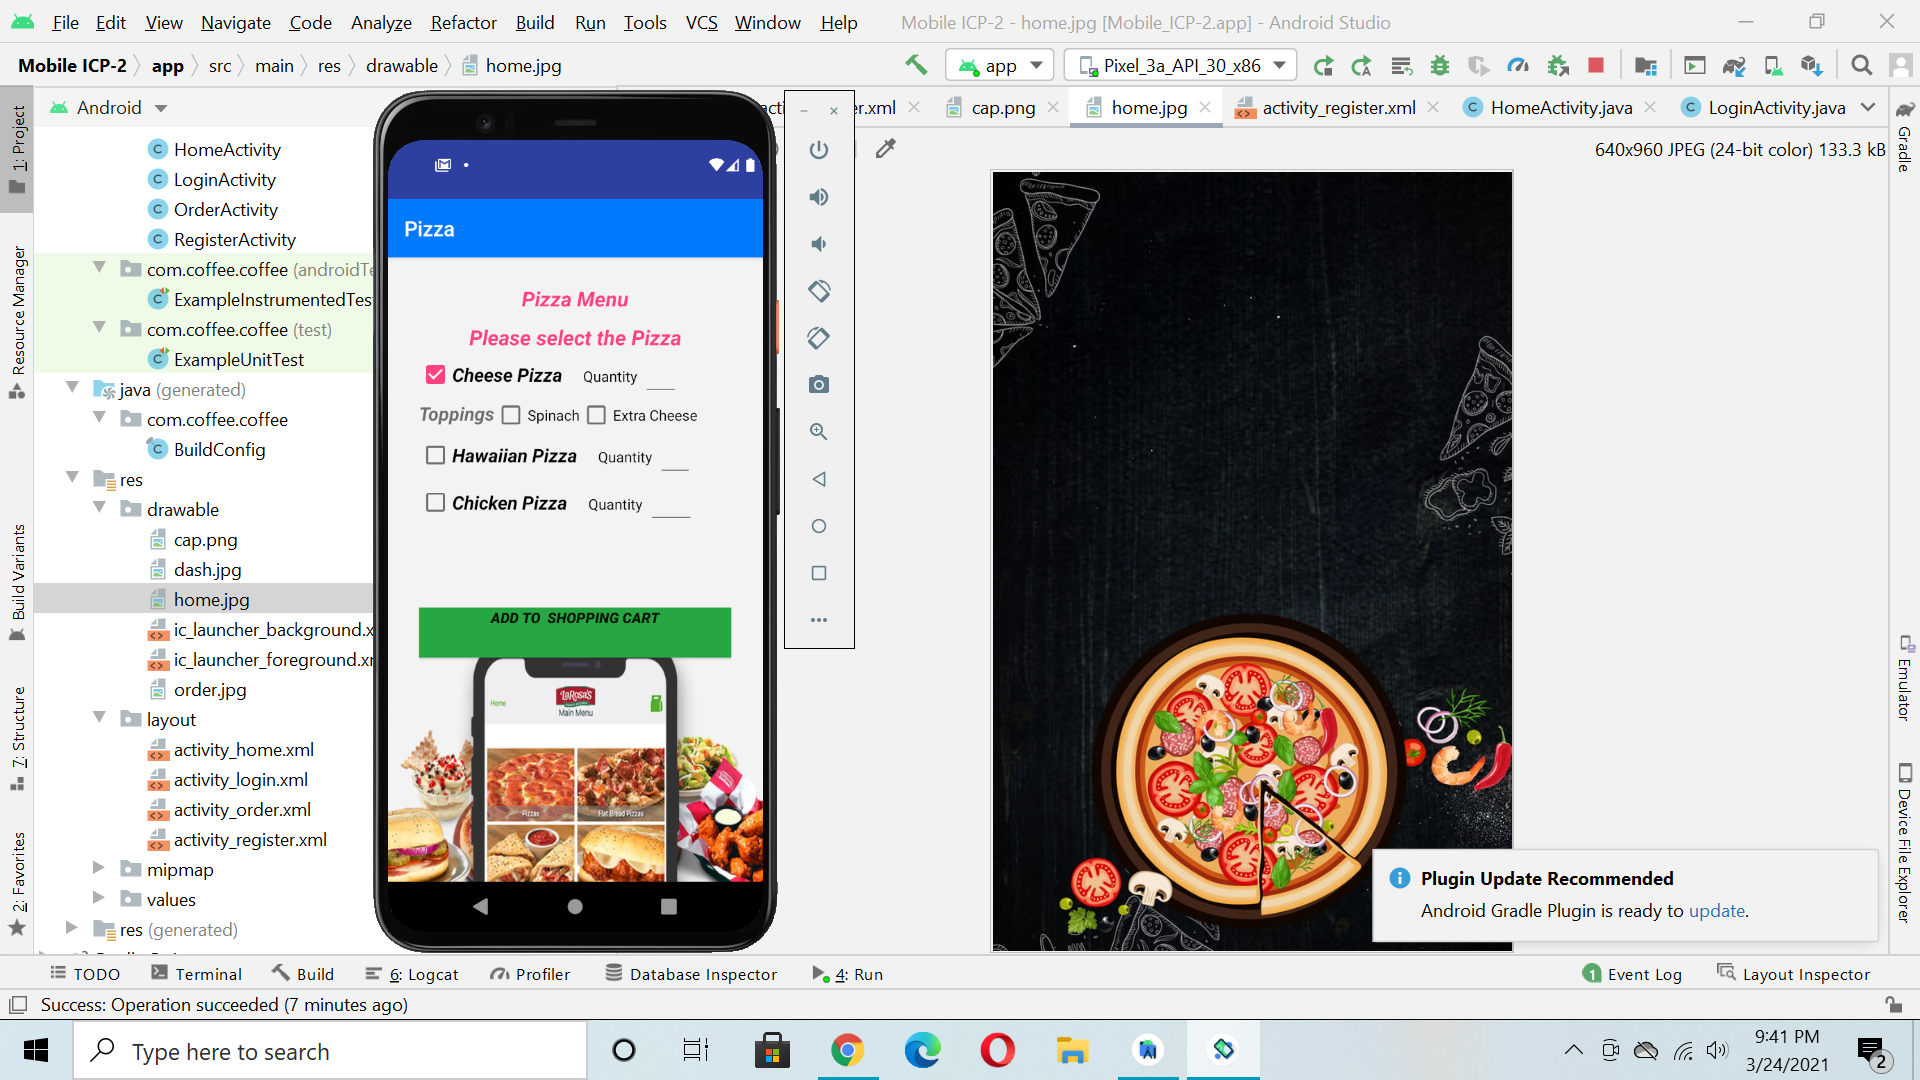 File Edit View Navigate Code Analyze Refactor Build Run Tools VCS Window Help Mobile ICP-2 - home.jpg [Mobile_ICP-2.app] - Android Studio
Mobile ICP-2 app src main res drawable home.jpg app Pixel_3a_API_30_x86
Android er.xml cap.png home.jpg activity_register.xml HomeActivity.java LoginActivity.java
640x960 JPEG (24-bit color) 133.3 kB
1: Project
Resource Manager
Build Variants
7: Structure
2: Favorites
HomeActivity
LoginActivity
OrderActivity
RegisterActivity
com.coffee.coffee (androidTe
ExampleInstrumentedTes
com.coffee.coffee (test)
ExampleUnitTest
java (generated)
com.coffee.coffee
BuildConfig
res
drawable
cap.png
dash.jpg
home.jpg
ic_launcher_background.x
ic_launcher_foreground.xr
order.jpg
layout
activity_home.xml
activity_login.xml
activity_order.xml
activity_register.xml
mipmap
values
res (generated)
Pizza
Pizza Menu
Please select the Pizza
Cheese Pizza Quantity
Toppings Spinach Extra Cheese
Hawaiian Pizza Quantity
Chicken Pizza Quantity
ADD TO SHOPPING CART
LaRosa's
Home
Main Menu
Pizzas Flat Bread Pizzas
Gradle
Emulator
Device File Explorer
Plugin Update Recommended
Android Gradle Plugin is ready to update.
TODO Terminal Build 6: Logcat Profiler Database Inspector 4: Run 1 Event Log Layout Inspector
Success: Operation succeeded (7 minutes ago)
Type here to search
9:41 PM
3/24/2021
2